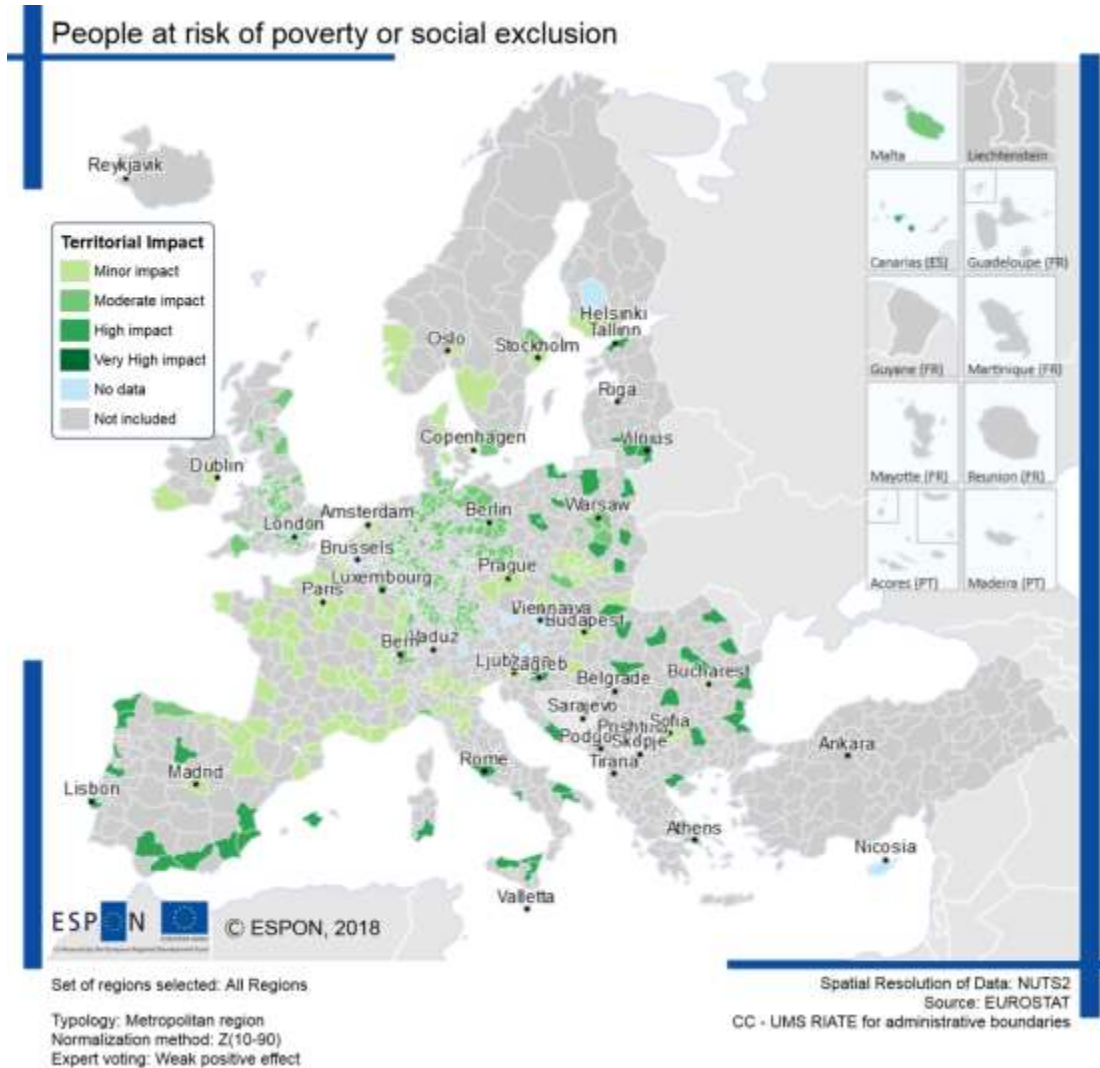 People at risk of poverty or social exclusion
Reykjavik
Territorial Impact
Minor impact
Moderate impact
High impact
Very High impact
No data
Not included
Malta
Liechtenstein
Canarias (ES)
Guadeloupe (FR)
Guyane (FR)
Martinique (FR)
Mayotte (FR)
Reunion (FR)
Acores (PT)
Madeira (PT)
Helsinki
Tallinn
Oslo
Stockholm
Riga
Copenhagen
Vilnius
Dublin
Amsterdam
Berlin
Warsaw
London
Brussels
Luxembourg
Prague
Paris
Budapest
Bern
Vaduz
Zagreb
Belgrade
Bucharest
Sarajevo
Sofia
Skopje
Tirana
Rome
Madrid
Lisbon
Ankara
Athens
Nicosia
Valletta
ESPON
© ESPON, 2018
Set of regions selected: All Regions
Typology: Metropolitan region
Normalization method: Z(10-90)
Expert voting: Weak positive effect
Spatial Resolution of Data: NUTS2
Source: EUROSTAT
CC - UMS RIATE for administrative boundaries